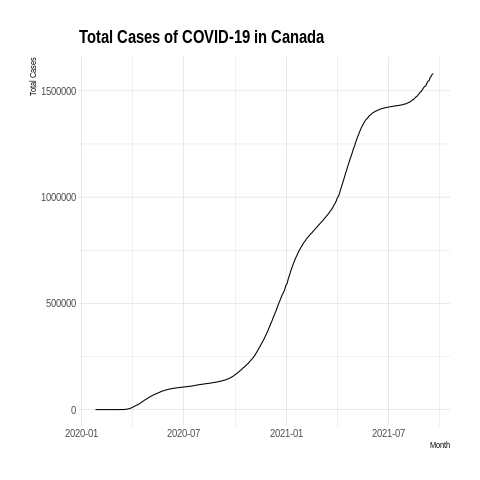 Total Cases of COVID-19 in Canada
Total Cases
1500000
1000000
500000
0
2020-01 2020-07 2021-01 2021-07
Month